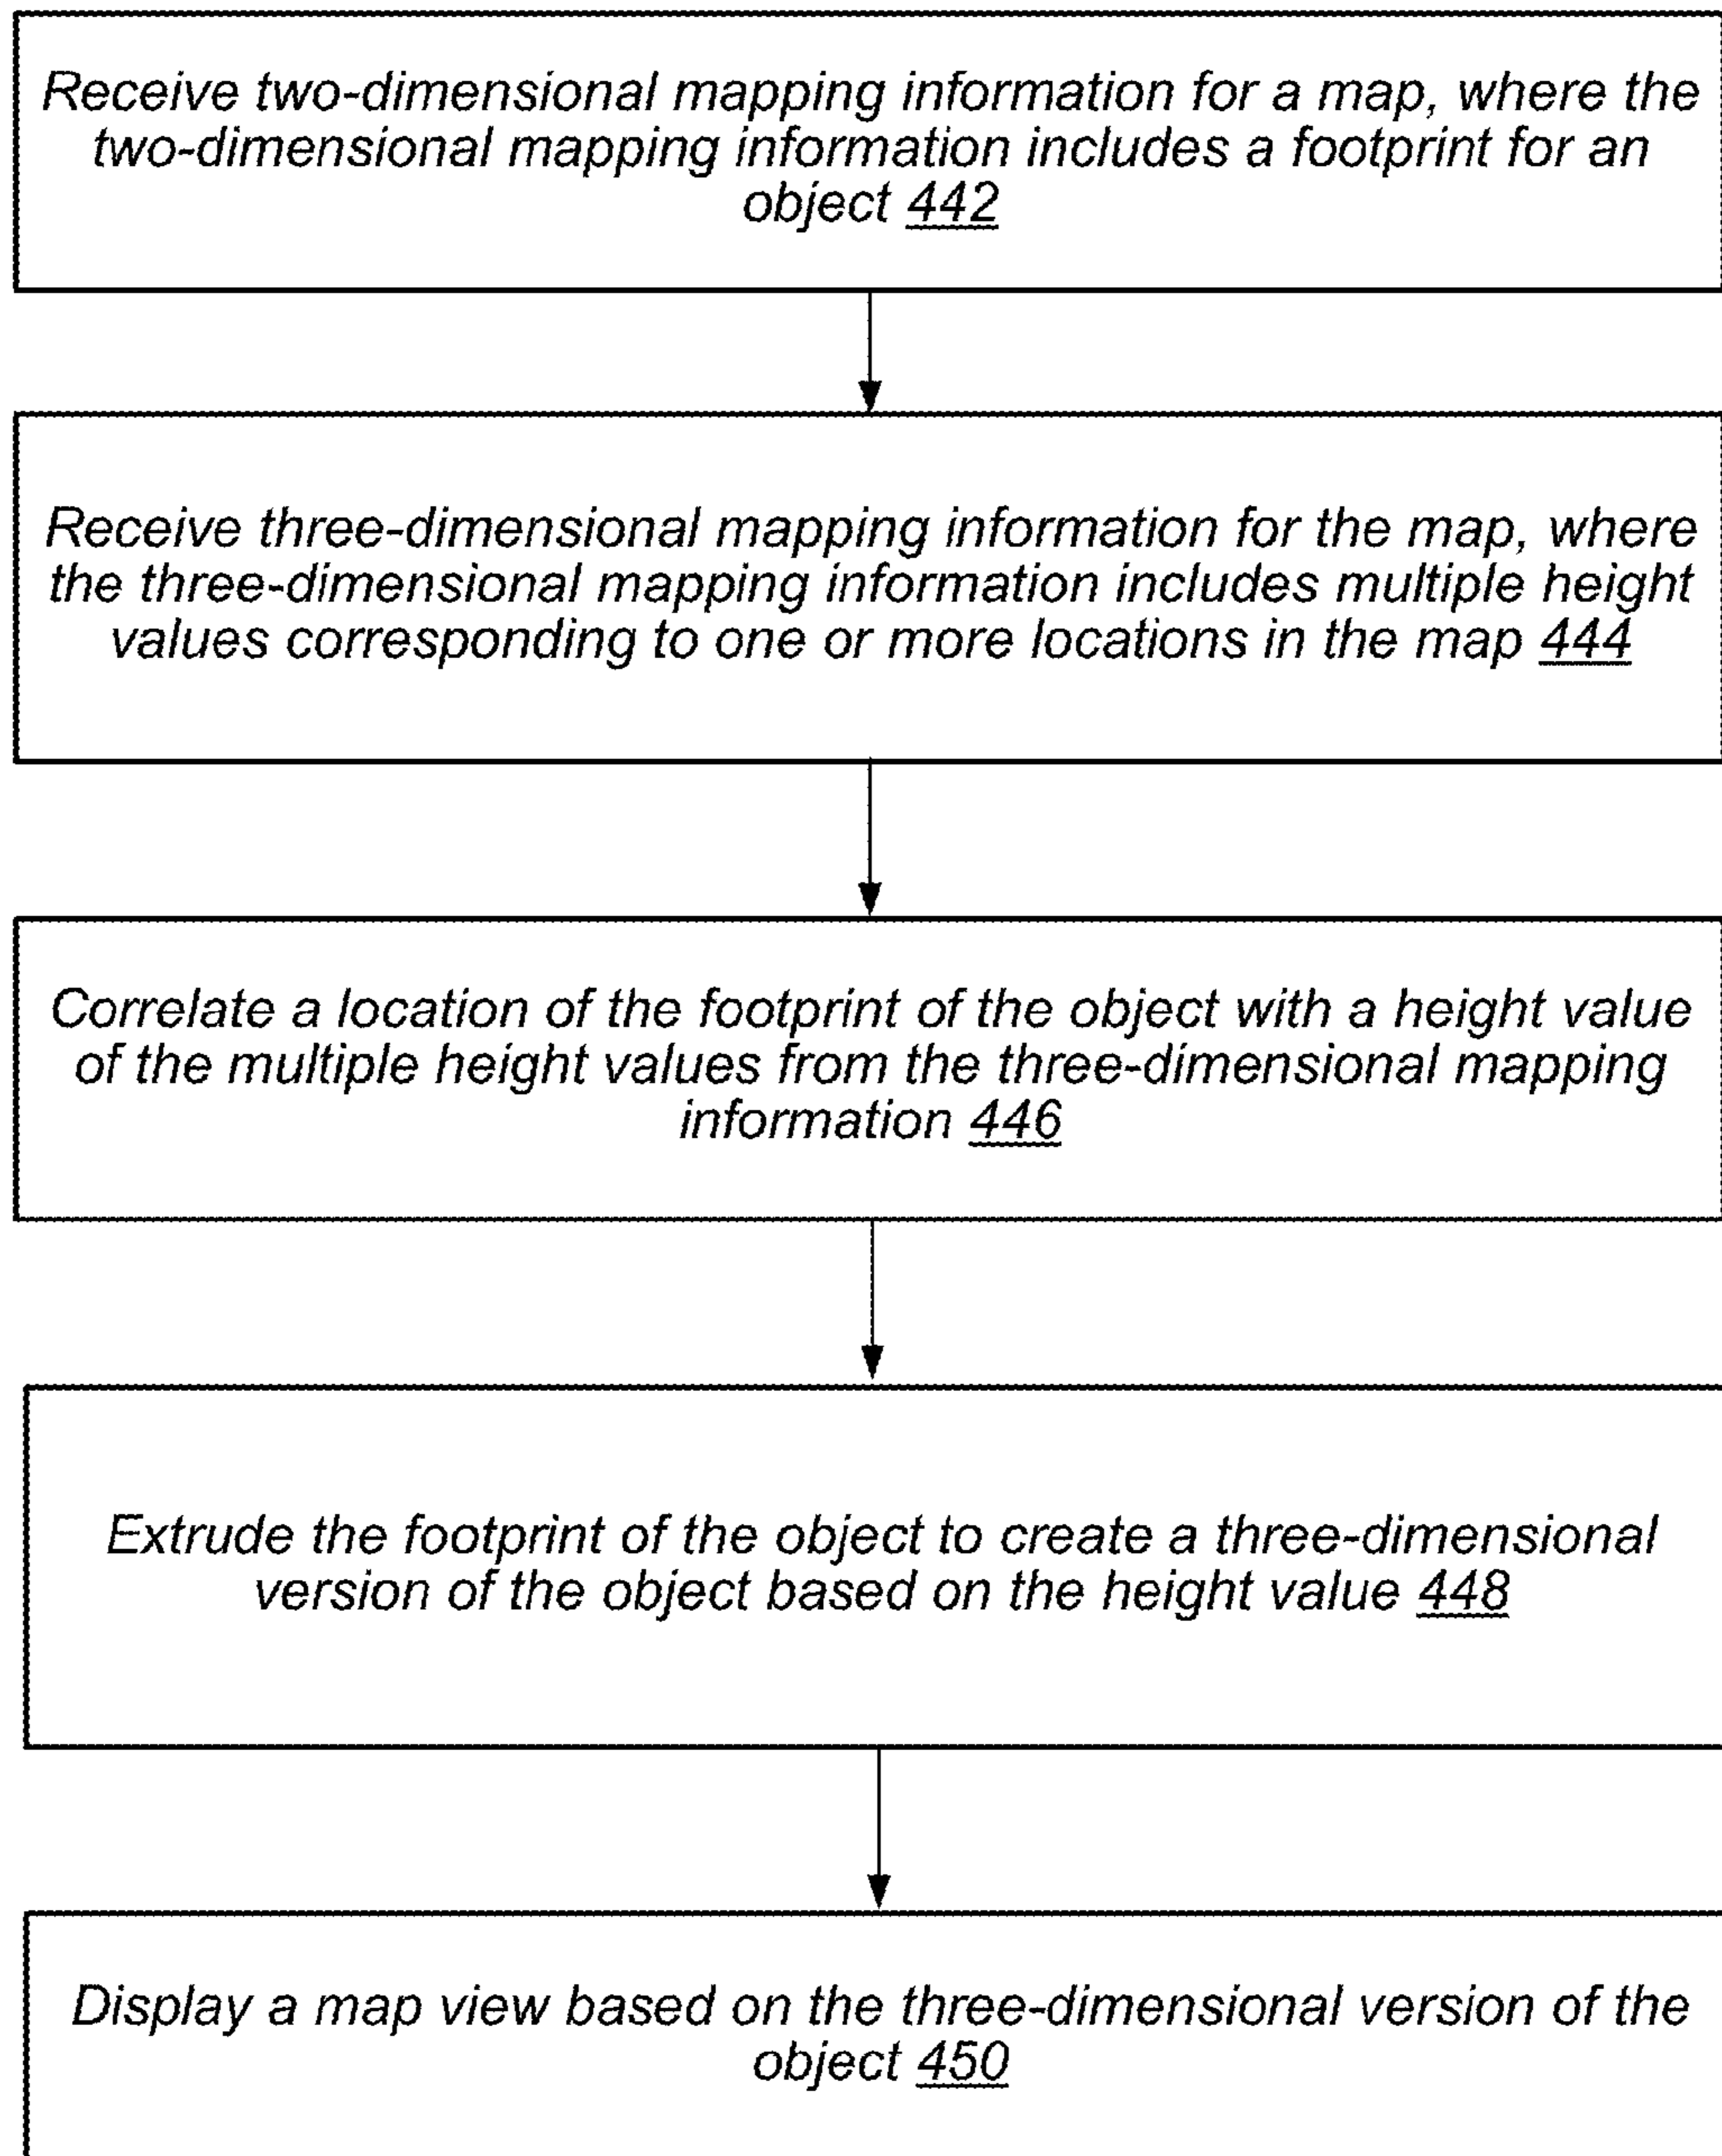 Receive two-dimensional mapping information for a map, where the
two-dimensional mapping information includes a footprint for an
object 442
Receive three-dimensional mapping information for the map, where
the three-dimensional mapping information includes multiple height
values corresponding to one or more locations in the map 444
Correlate a location of the footprint of the object with a height value
of the multiple height values from the three-dimensional mapping
information 446
Extrude the footprint of the object to create a three-dimensional
version of the object based on the height value 448
Display a map view based on the three-dimensional version of the
object 450